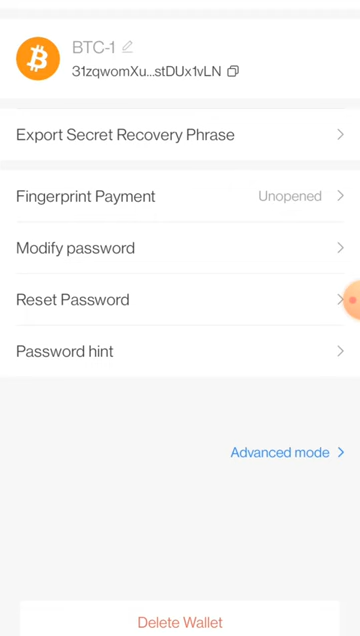 BTC-1
31zqwomXu...stDUx1vLN
Export Secret Recovery Phrase
Fingerprint Payment Unopened
Modify password
Reset Password
Password hint
Advanced mode
Delete Wallet